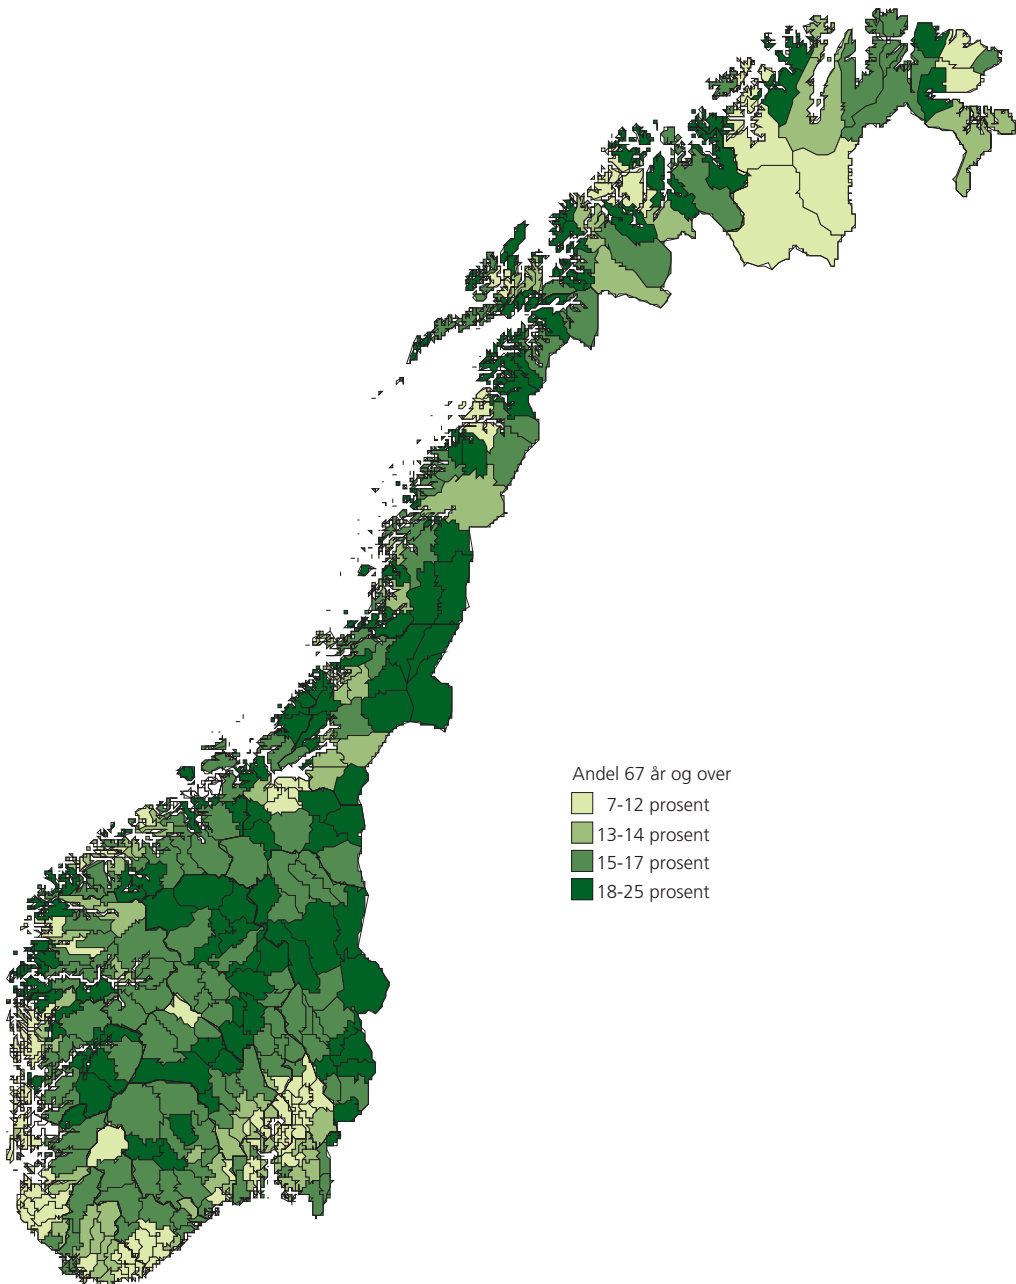 Andel 67 år og over
7-12 prosent
13-14 prosent
15-17 prosent
18-25 prosent